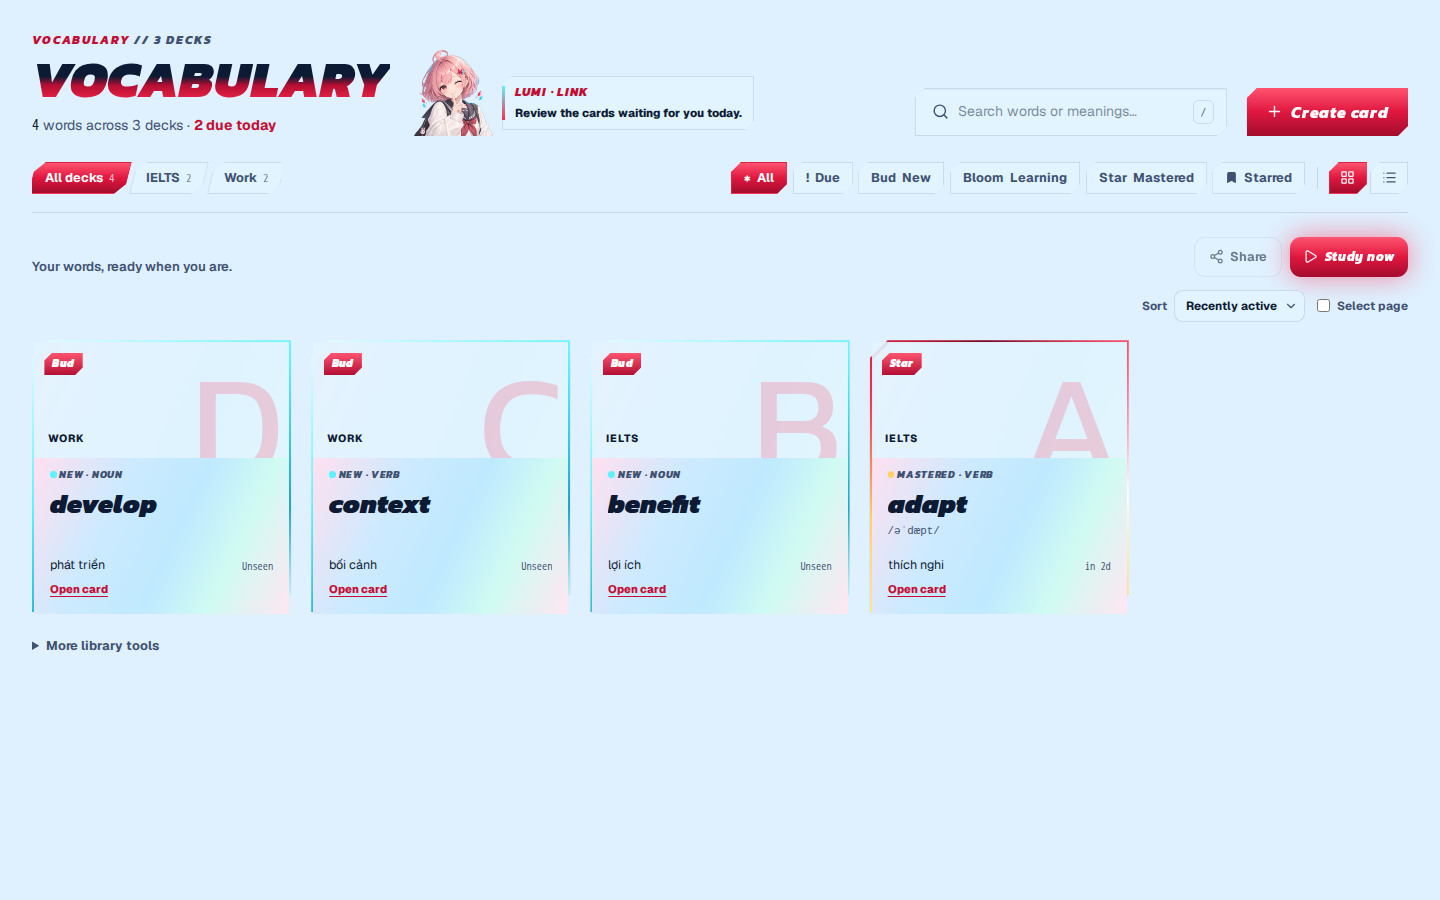 VOCABULARY // 3 DECKS
VOCABULARY
4 words across 3 decks · 2 due today
LUMI · LINK
Review the cards waiting for you today.
Search words or meanings...
/
+ Create card
All decks 4
IELTS 2
Work 2
All
! Due
Bud New
Bloom Learning
Star Mastered
Starred
Your words, ready when you are.
Share
Study now
Sort
Recently active
Select page
Bud
D
WORK
NEW · NOUN
develop
phát triển
Unseen
Open card
Bud
C
WORK
NEW · VERB
context
bối cảnh
Unseen
Open card
Bud
B
IELTS
NEW · NOUN
benefit
lợi ích
Unseen
Open card
Star
A
IELTS
MASTERED · VERB
adapt
/əˈdæpt/
thích nghi
in 2d
Open card
More library tools